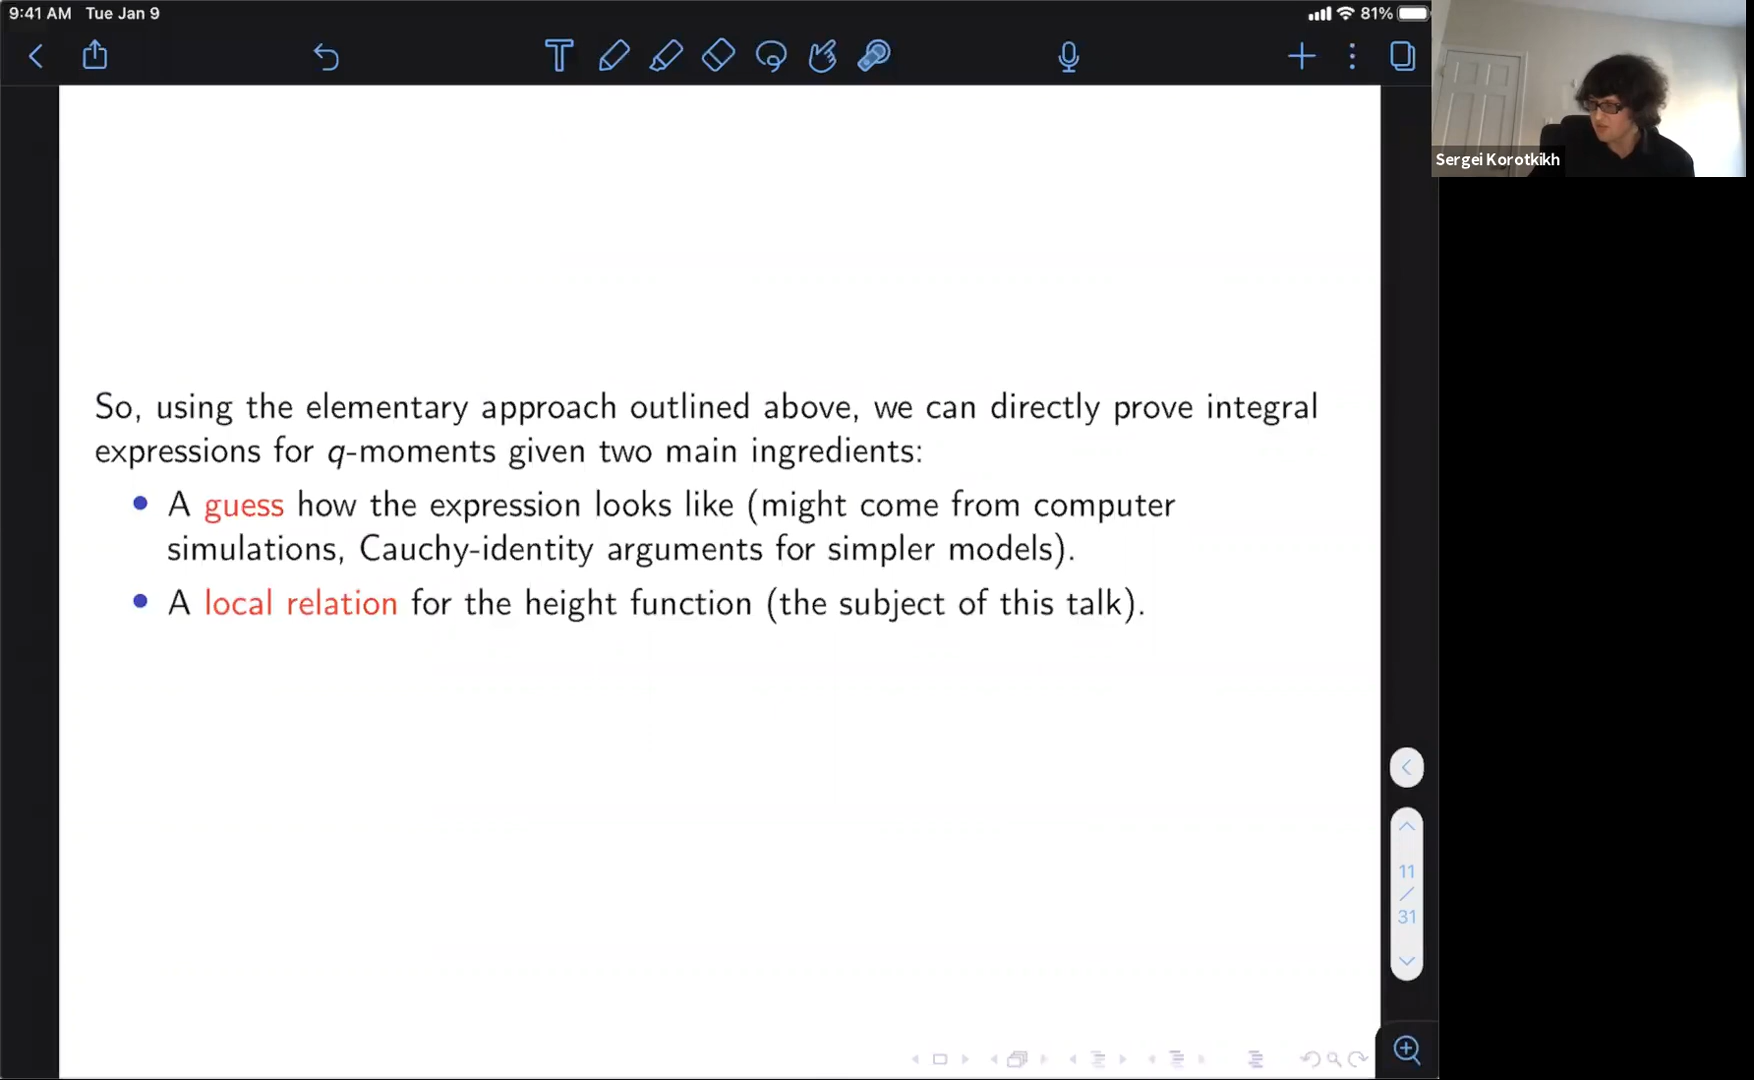 9:41 AM Tue Jan 9
81%
Sergei Korotkikh
So, using the elementary approach outlined above, we can directly prove integral
expressions for q-moments given two main ingredients:
• A guess how the expression looks like (might come from computer
simulations, Cauchy-identity arguments for simpler models).
• A local relation for the height function (the subject of this talk).
11
/
31